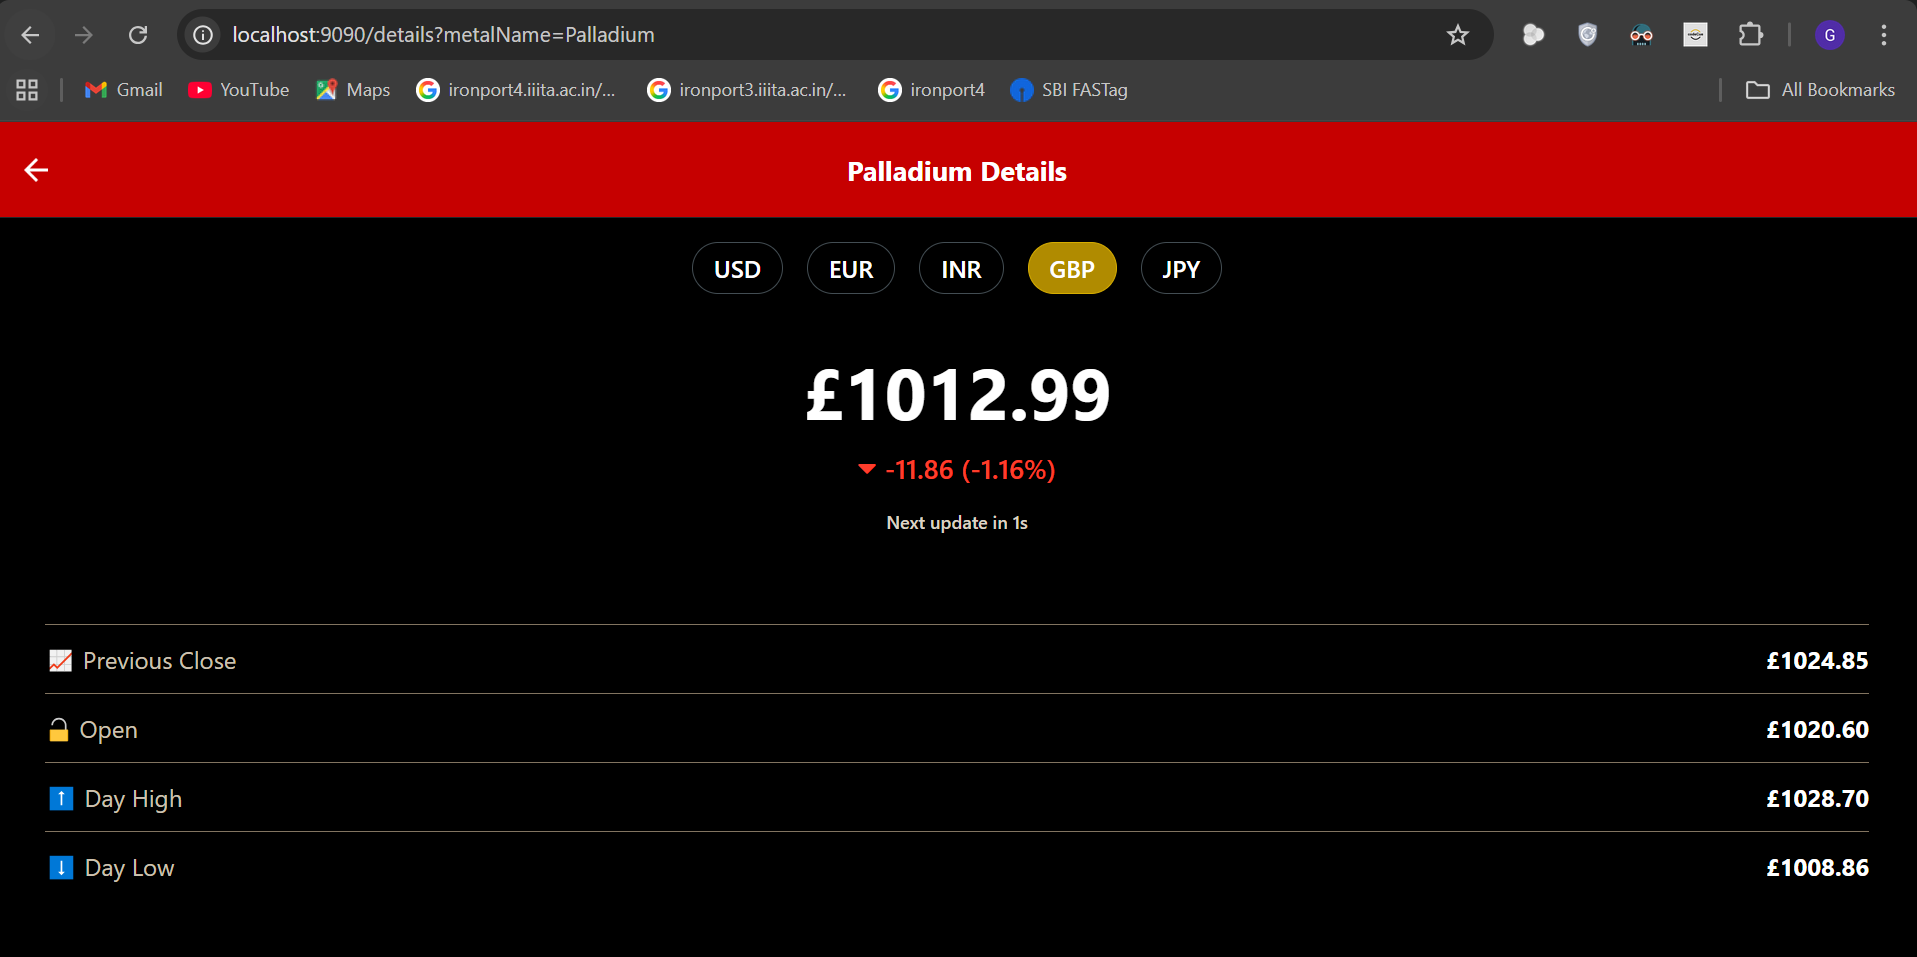 localhost:9090/details?metalName=Palladium
G
Gmail YouTube Maps ironport4.iiita.ac.in/... ironport3.iiita.ac.in/... ironport4 SBI FASTag All Bookmarks
Palladium Details
USD EUR INR GBP JPY
£1012.99
-11.86 (-1.16%)
Next update in 1s
Previous Close £1024.85
Open £1020.60
Day High £1028.70
Day Low £1008.86